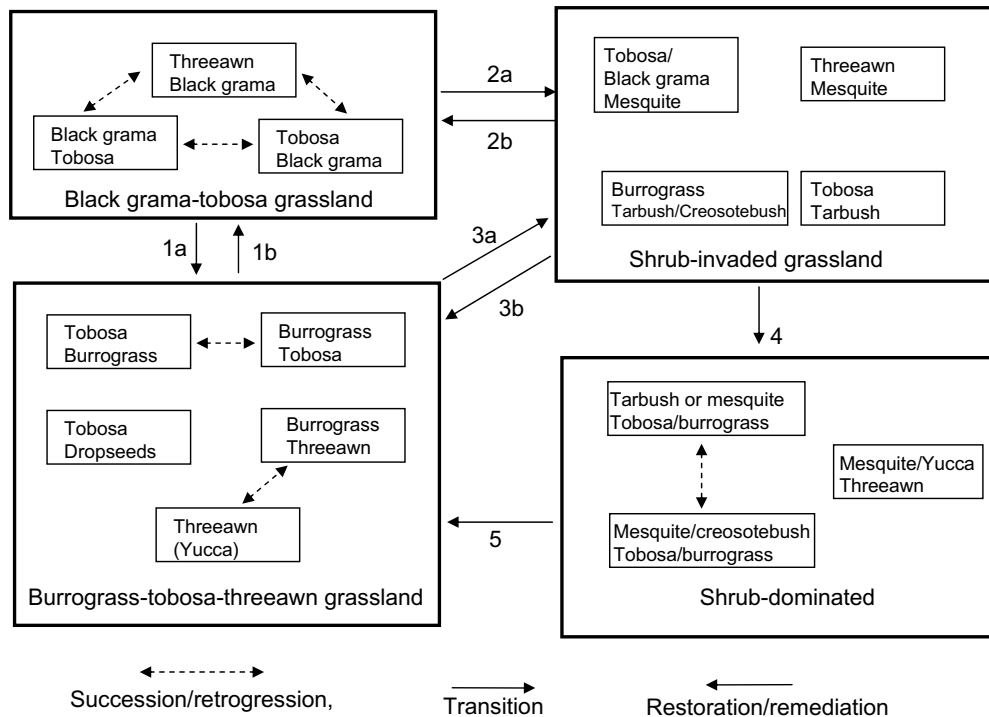 Threeawn
Black grama
Black grama
Tobosa
Tobosa
Black grama
Black grama-tobosa grassland
2a
2b
Tobosa/
Black grama
Mesquite
Threeawn
Mesquite
Burrograss
Tarbush/Creosotebush
Tobosa
Tarbush
Shrub-invaded grassland
1a
1b
3a
3b
4
Tobosa
Burrograss
Burrograss
Tobosa
Tobosa
Dropseeds
Burrograss
Threeawn
Threeawn
(Yucca)
Burrograss-tobosa-threeawn grassland
5
Tarbush or mesquite
Tobosa/burrograss
Mesquite/Yucca
Threeawn
Mesquite/creosotebush
Tobosa/burrograss
Shrub-dominated
Succession/retrogression,
Transition
Restoration/remediation